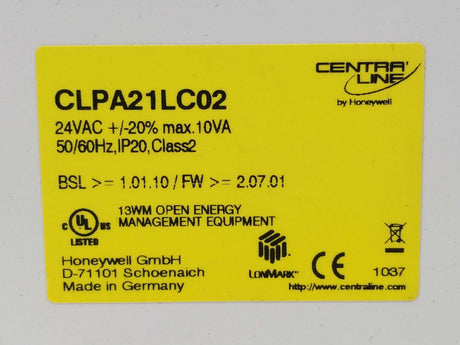 CENTRA
LINE
by Honeywell
CLPA21LC02
24VAC +/-20% max.10VA
50/60Hz,IP20,Class2
BSL >= 1.01.10 / FW >= 2.07.01
C UL US
LISTED
13WM OPEN ENERGY
MANAGEMENT EQUIPMENT
Honeywell GmbH
D-71101 Schoenaich
Made in Germany
LONMARK
CE
1037
http://www.centraline.com